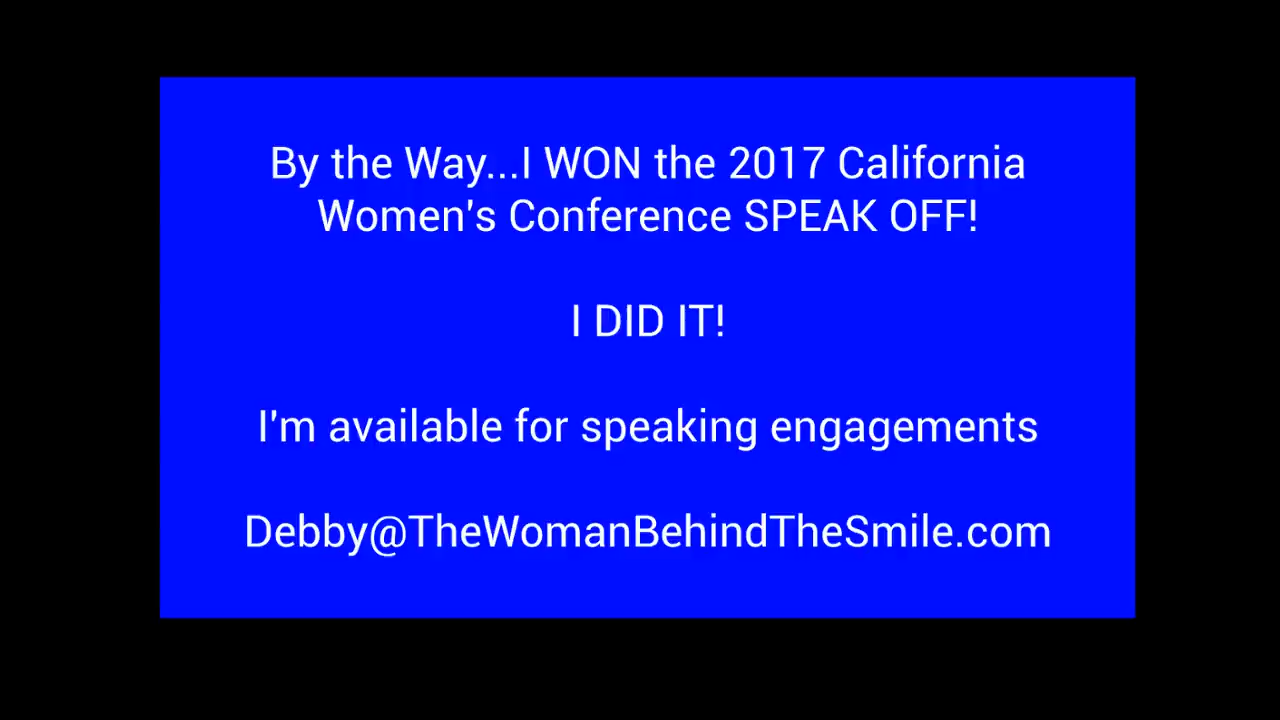 By the Way...I WON the 2017 California
Women's Conference SPEAK OFF!
I DID IT!
I'm available for speaking engagements
Debby@TheWomanBehindTheSmile.com